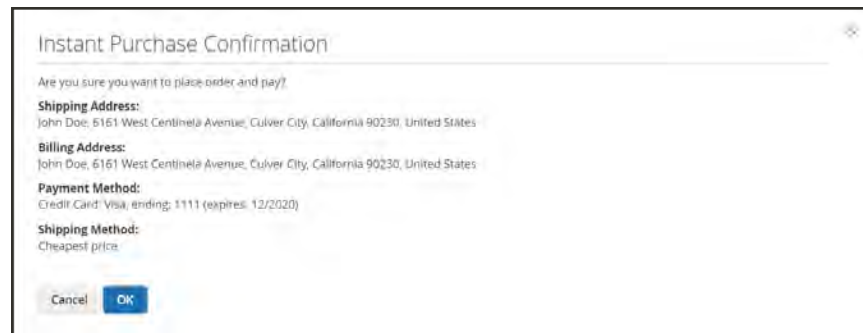 Instant Purchase Confirmation
Are you sure you want to place order and pay?
Shipping Address:
John Doe, 6161 West Centinela Avenue, Culver City, California 90230, United States
Billing Address:
John Doe, 6161 West Centinela Avenue, Culver City, California 90230, United States
Payment Method:
Credit Card: Visa, ending: 1111 (expires: 12/2020)
Shipping Method:
Cheapest price
Cancel OK